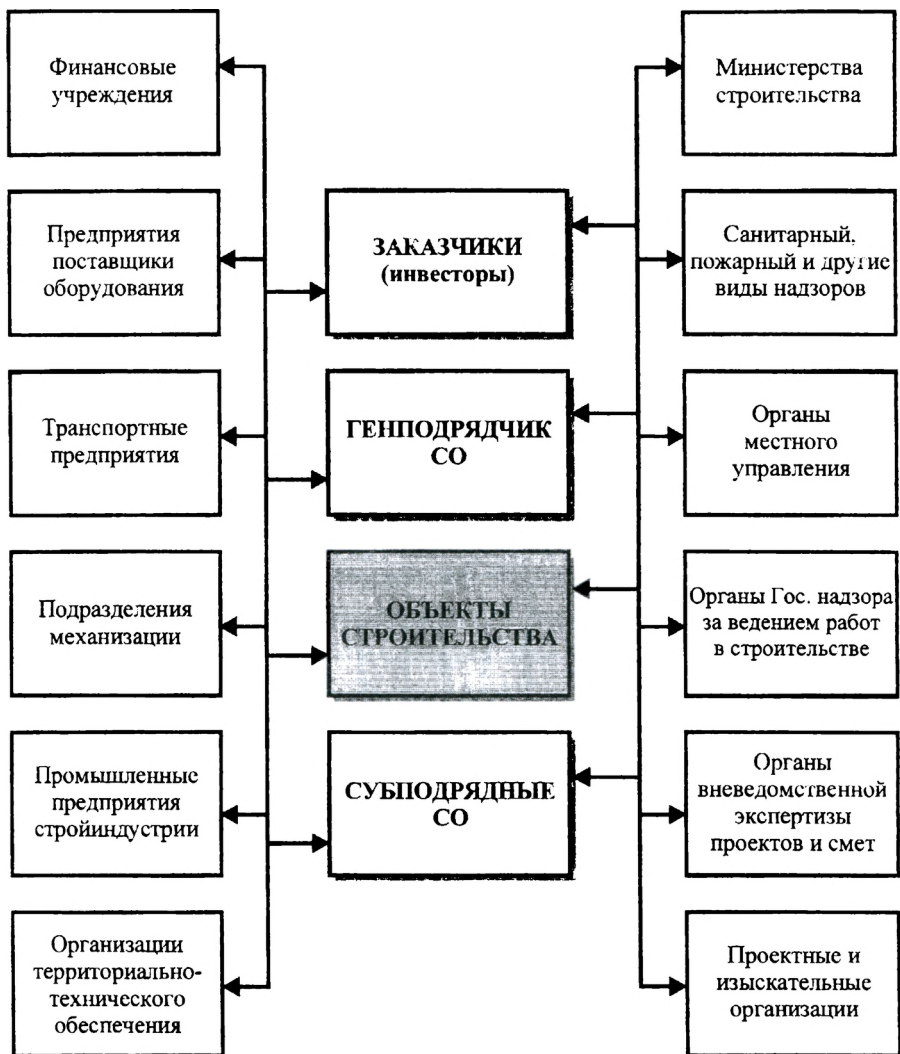 Финансовые
учреждения
Предприятия
поставщики
оборудования
Транспортные
предприятия
Подразделения
механизации
Промышленные
предприятия
стройиндустрии
Организации
территориально-
технического
обеспечения
ЗАКАЗЧИКИ
(инвесторы)
ГЕНПОДРЯДЧИК
СО
ОБЪЕКТЫ
СТРОИТЕЛЬСТВА
СУБПОДРЯДНЫЕ
СО
Министерства
строительства
Санитарный,
пожарный и другие
виды надзоров
Органы
местного
управления
Органы Гос. надзора
за ведением работ
в строительстве
Органы
вневедомственной
экспертизы
проектов и смет
Проектные и
изыскательные
организации